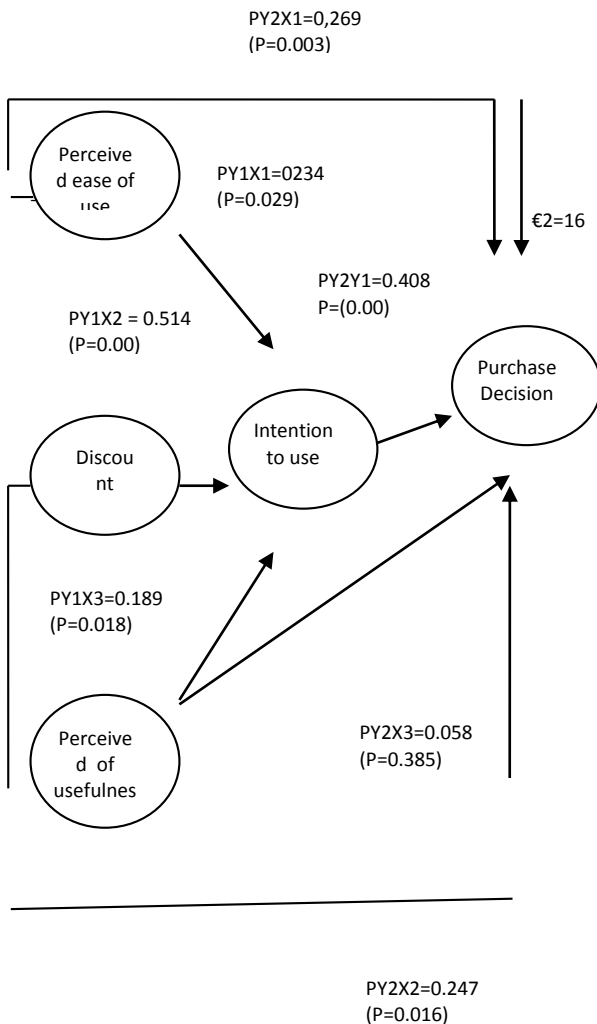 PY2X1=0,269
(P=0.003)
Perceive
d ease of
use
PY1X1=0234
(P=0.029)
€2=16
PY2Y1=0.408
P=(0.00)
PY1X2 = 0.514
(P=0.00)
Purchase
Decision
Intention
to use
Discou
nt
PY1X3=0.189
(P=0.018)
Perceive
d of
usefulnes
PY2X3=0.058
(P=0.385)
PY2X2=0.247
(P=0.016)